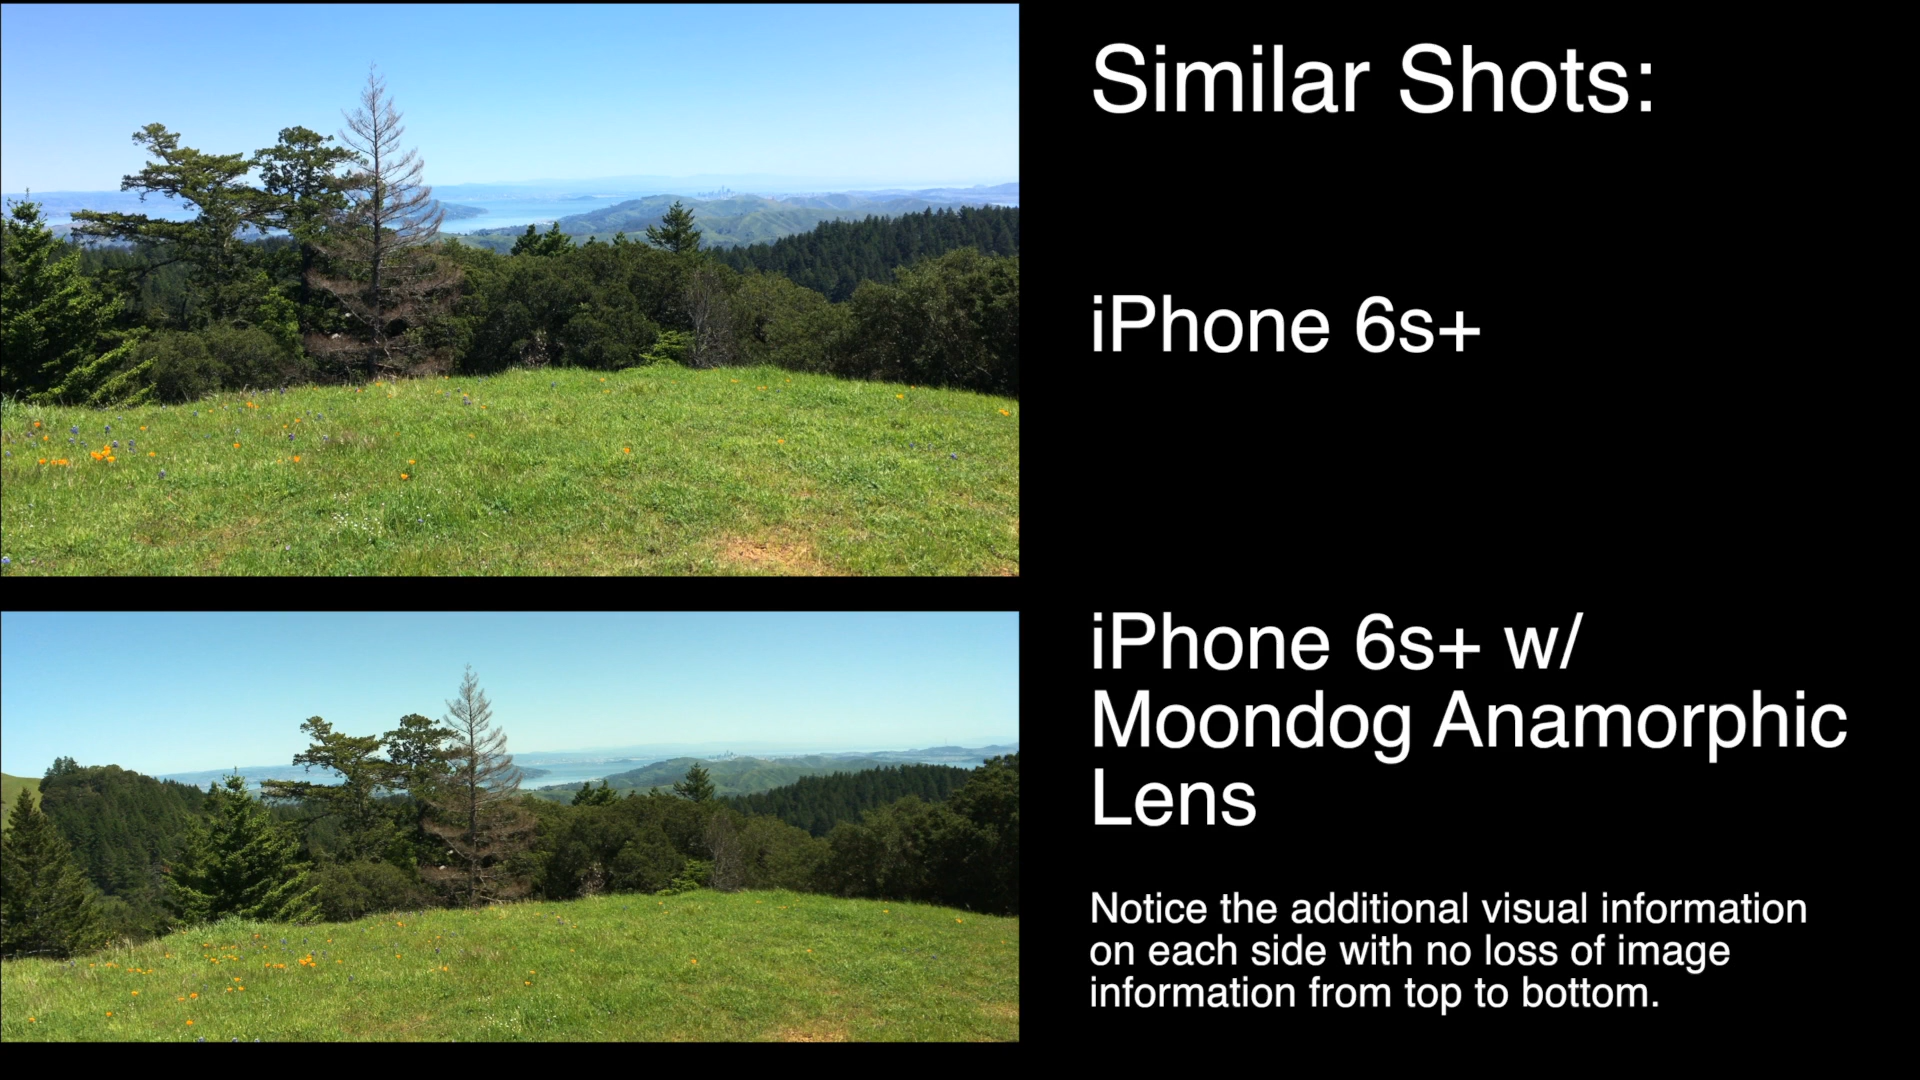 Similar Shots:
iPhone 6s+
iPhone 6s+ w/
Moondog Anamorphic
Lens
Notice the additional visual information
on each side with no loss of image
information from top to bottom.